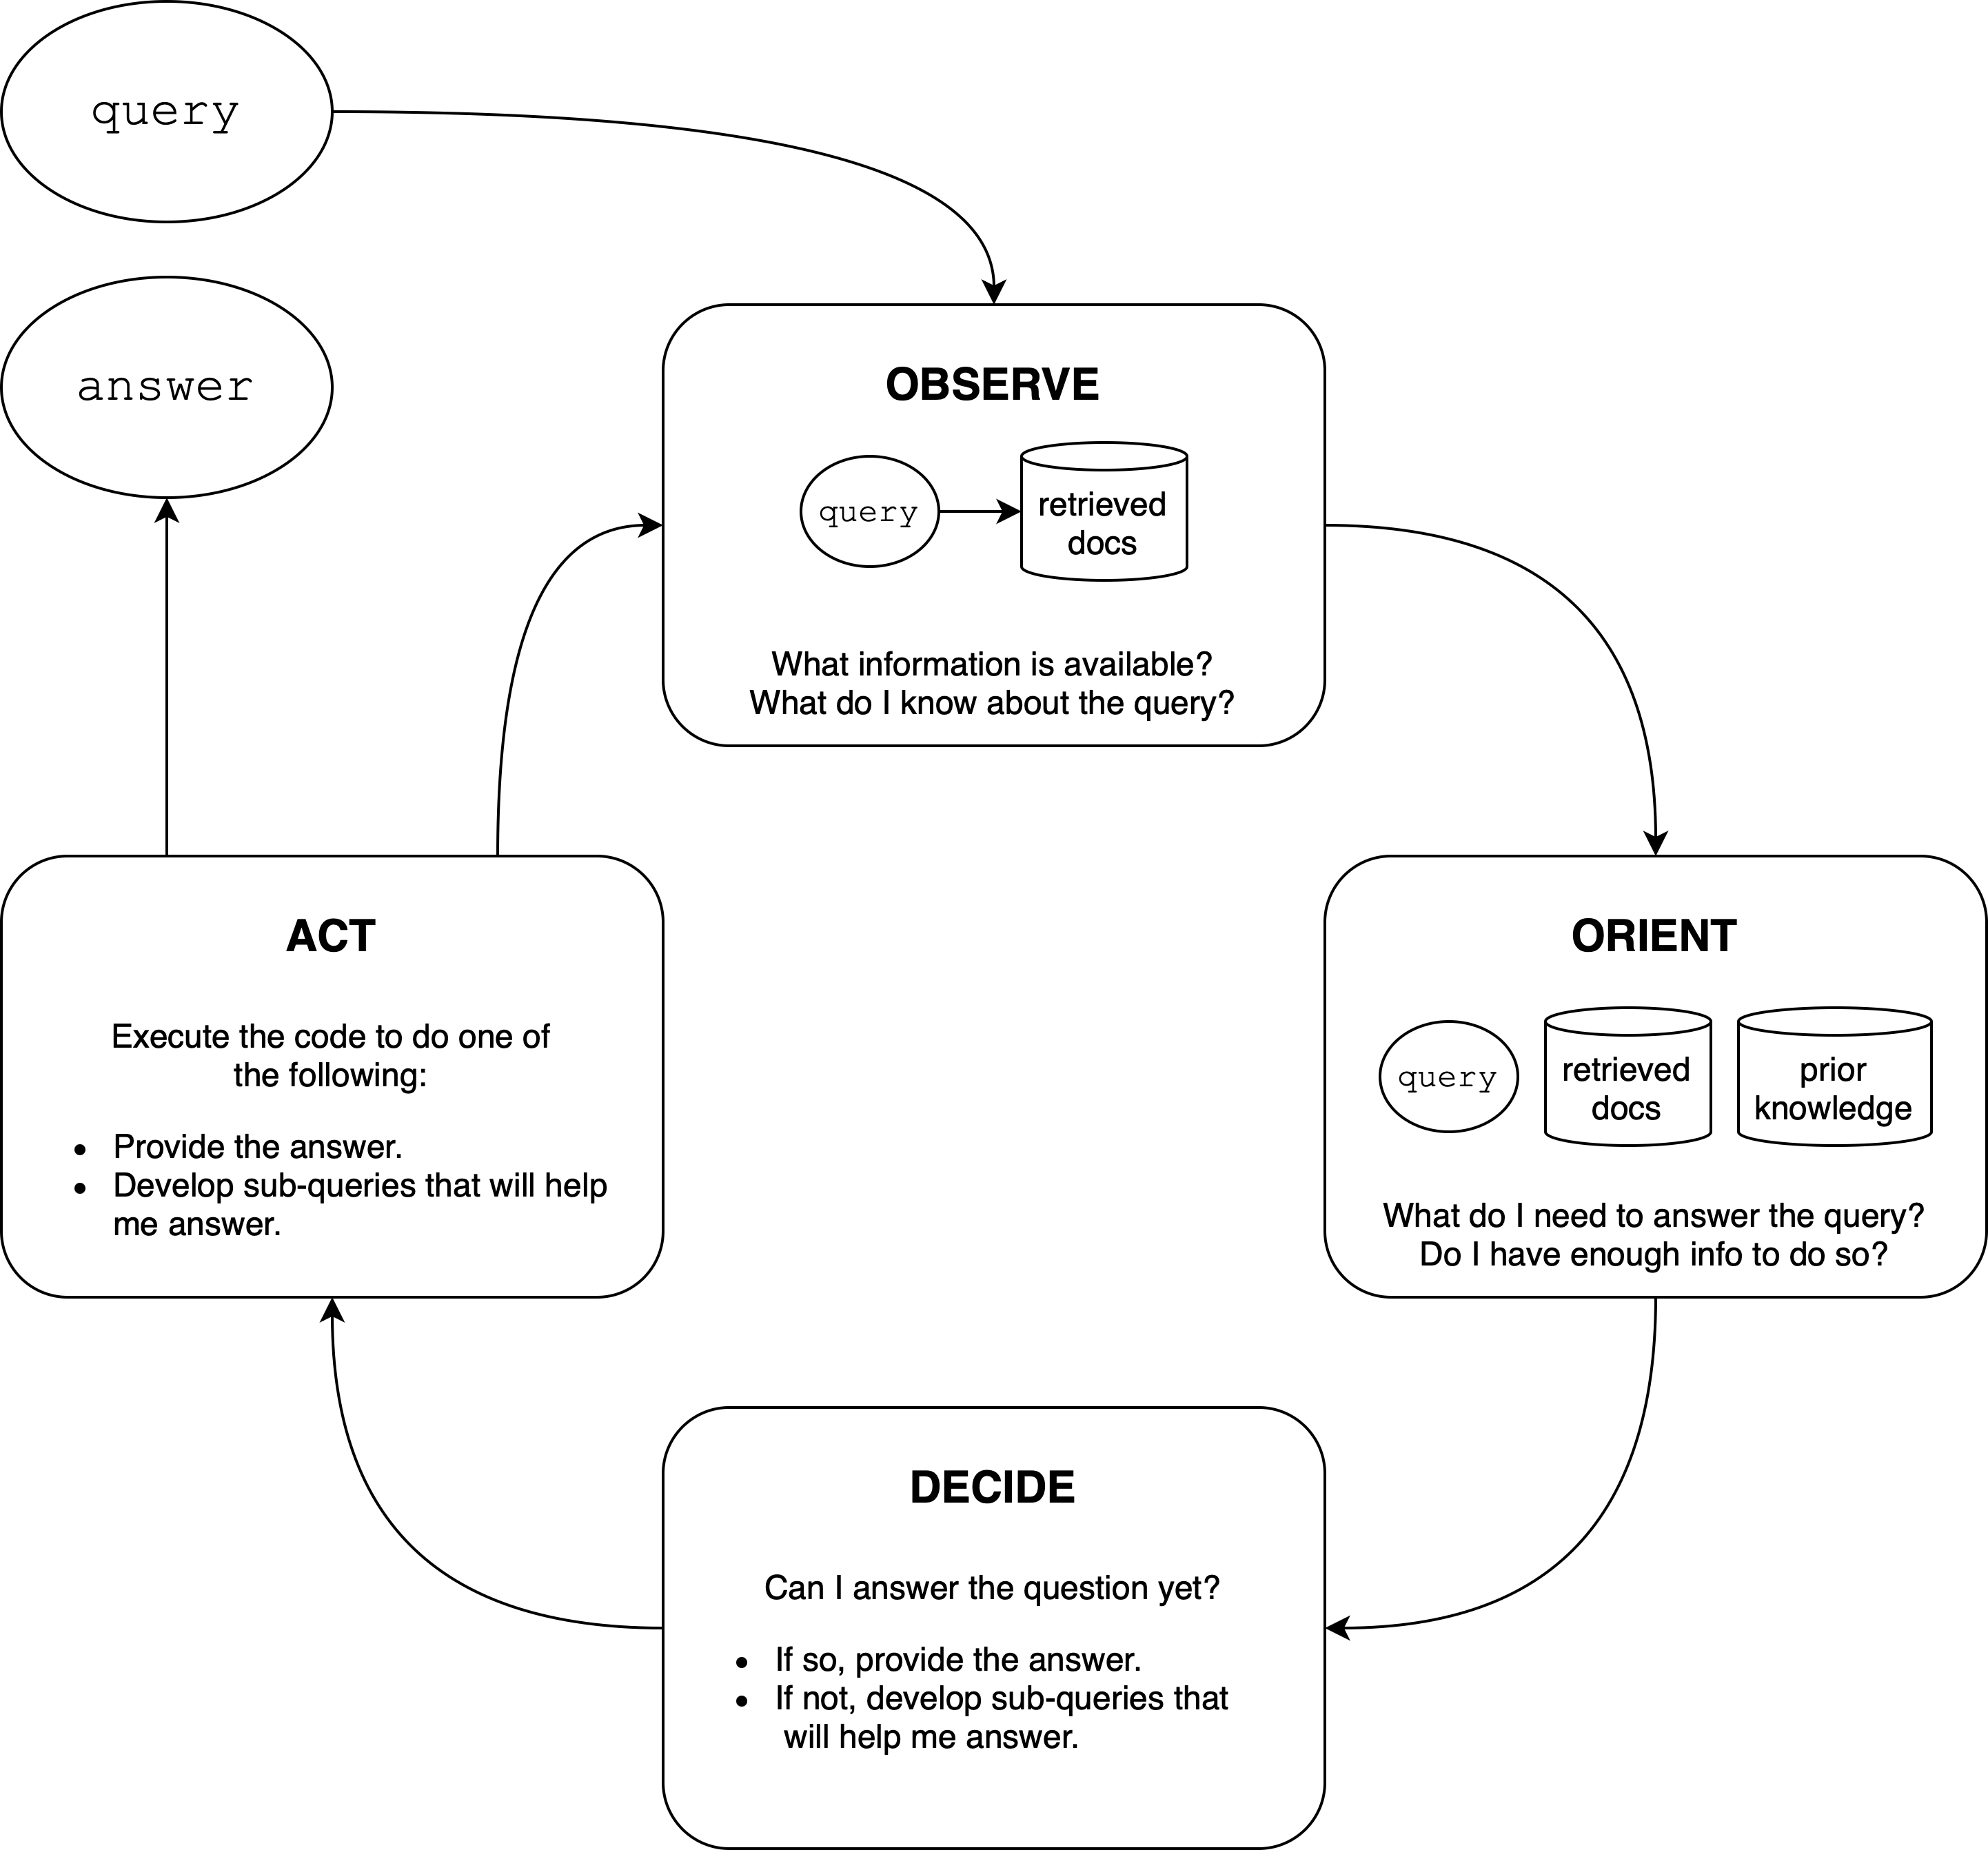 query
answer
OBSERVE
query
retrieved
docs
What information is available?
What do I know about the query?
ORIENT
query
retrieved
docs
prior
knowledge
What do I need to answer the query?
Do I have enough info to do so?
DECIDE
Can I answer the question yet?
• If so, provide the answer.
• If not, develop sub-queries that
will help me answer.
ACT
Execute the code to do one of
the following:
• Provide the answer.
• Develop sub-queries that will help
me answer.